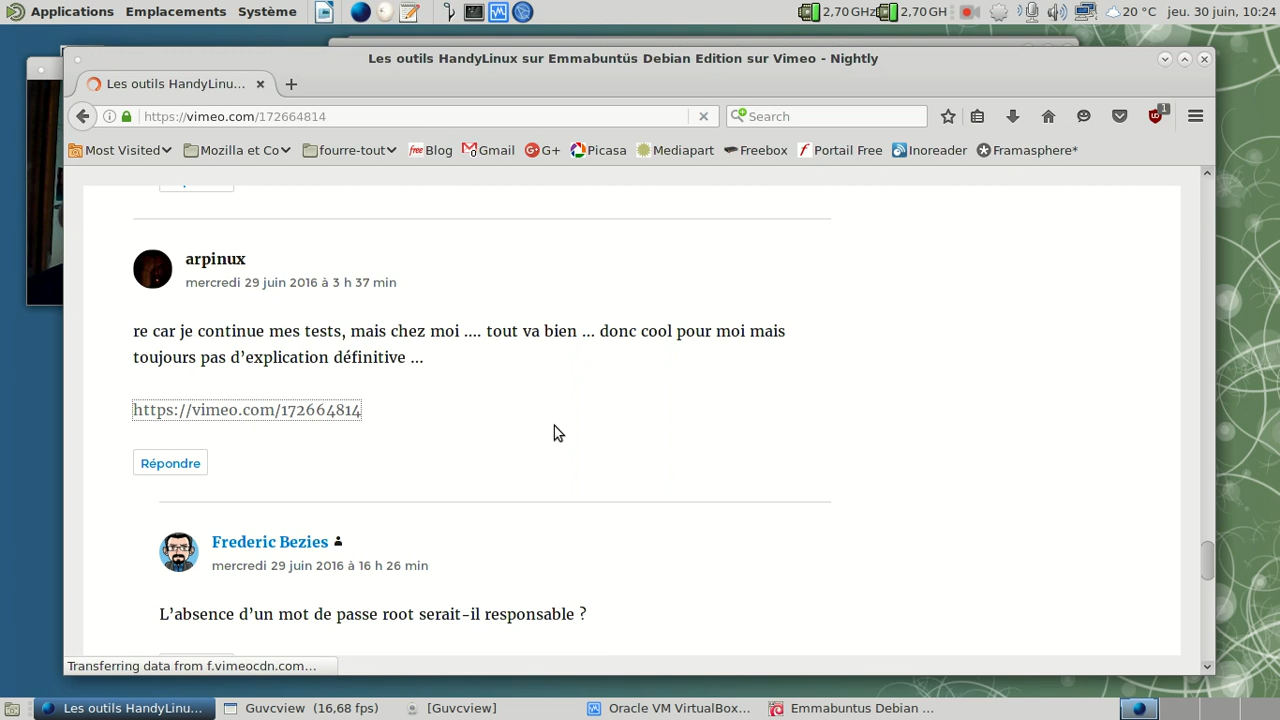 Applications Emplacements Système 2,70 GHz 2,70 GH 20 °C jeu. 30 juin, 10:24
Les outils HandyLinux sur Emmabuntüs Debian Edition sur Vimeo - Nightly
Les outils HandyLinu...
https://vimeo.com/172664814 Search 1
Most Visited Mozilla et Co fourre-tout Blog Gmail G+ Picasa Mediapart Freebox Portail Free Inoreader Framasphere*
arpinux
mercredi 29 juin 2016 à 3 h 37 min
re car je continue mes tests, mais chez moi .... tout va bien ... donc cool pour moi mais
toujours pas d’explication définitive ...
https://vimeo.com/172664814
Répondre
Frederic Bezies
mercredi 29 juin 2016 à 16 h 26 min
L’absence d’un mot de passe root serait-il responsable ?
Transferring data from f.vimeocdn.com...
Les outils HandyLinu... Guvcview (16,68 fps) [Guvcview] Oracle VM VirtualBox... Emmabuntus Debian ...